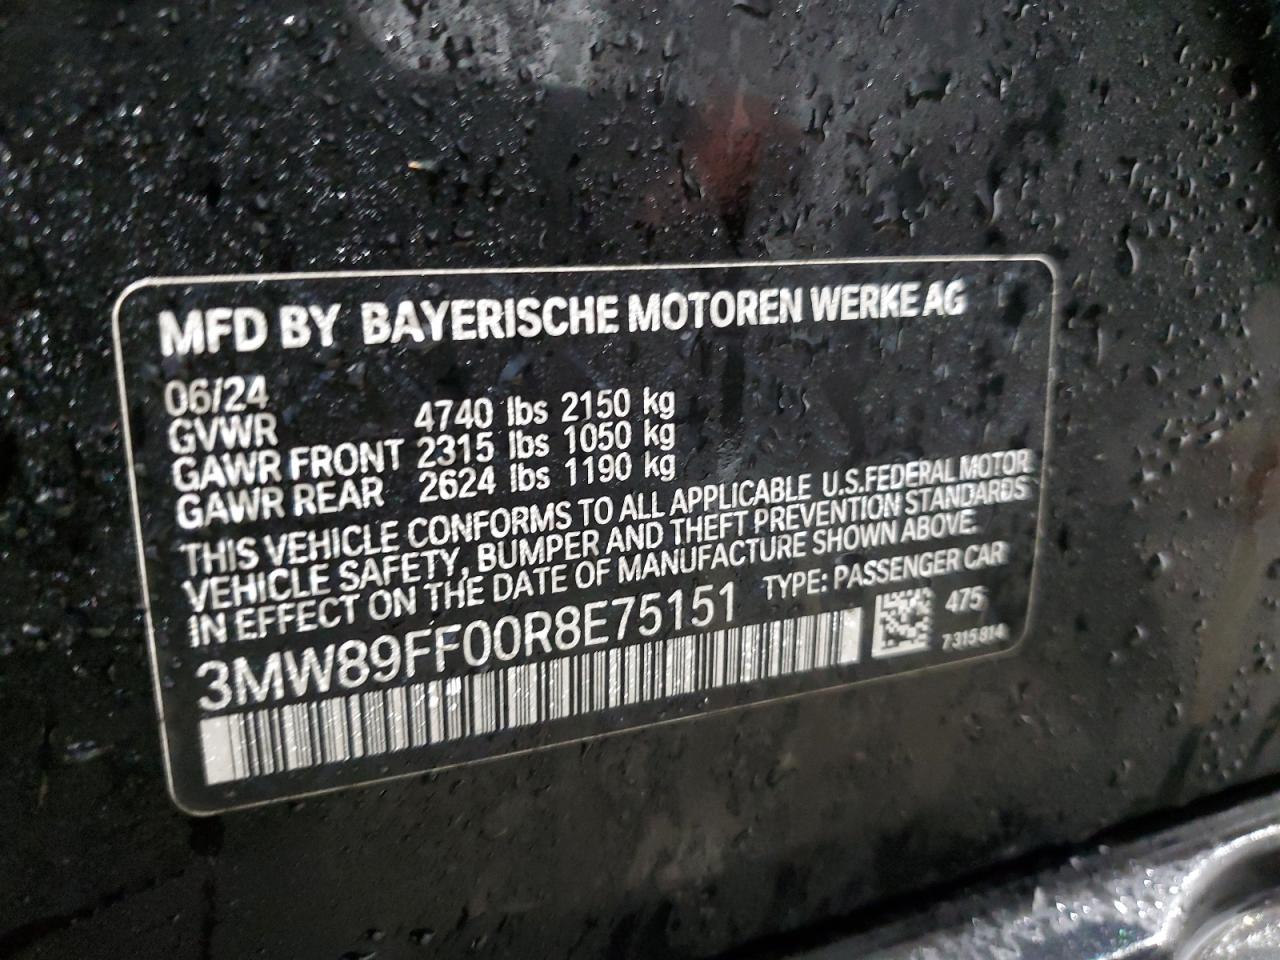 MFD BY BAYERISCHE MOTOREN WERKE AG
06/24
GVWR 4740 lbs 2150 kg
GAWR FRONT 2315 lbs 1050 kg
GAWR REAR 2624 lbs 1190 kg
THIS VEHICLE CONFORMS TO ALL APPLICABLE U.S.FEDERAL MOTOR
VEHICLE SAFETY, BUMPER AND THEFT PREVENTION STANDARDS
IN EFFECT ON THE DATE OF MANUFACTURE SHOWN ABOVE.
3MW89FF00R8E75151 TYPE: PASSENGER CAR
475
7315814